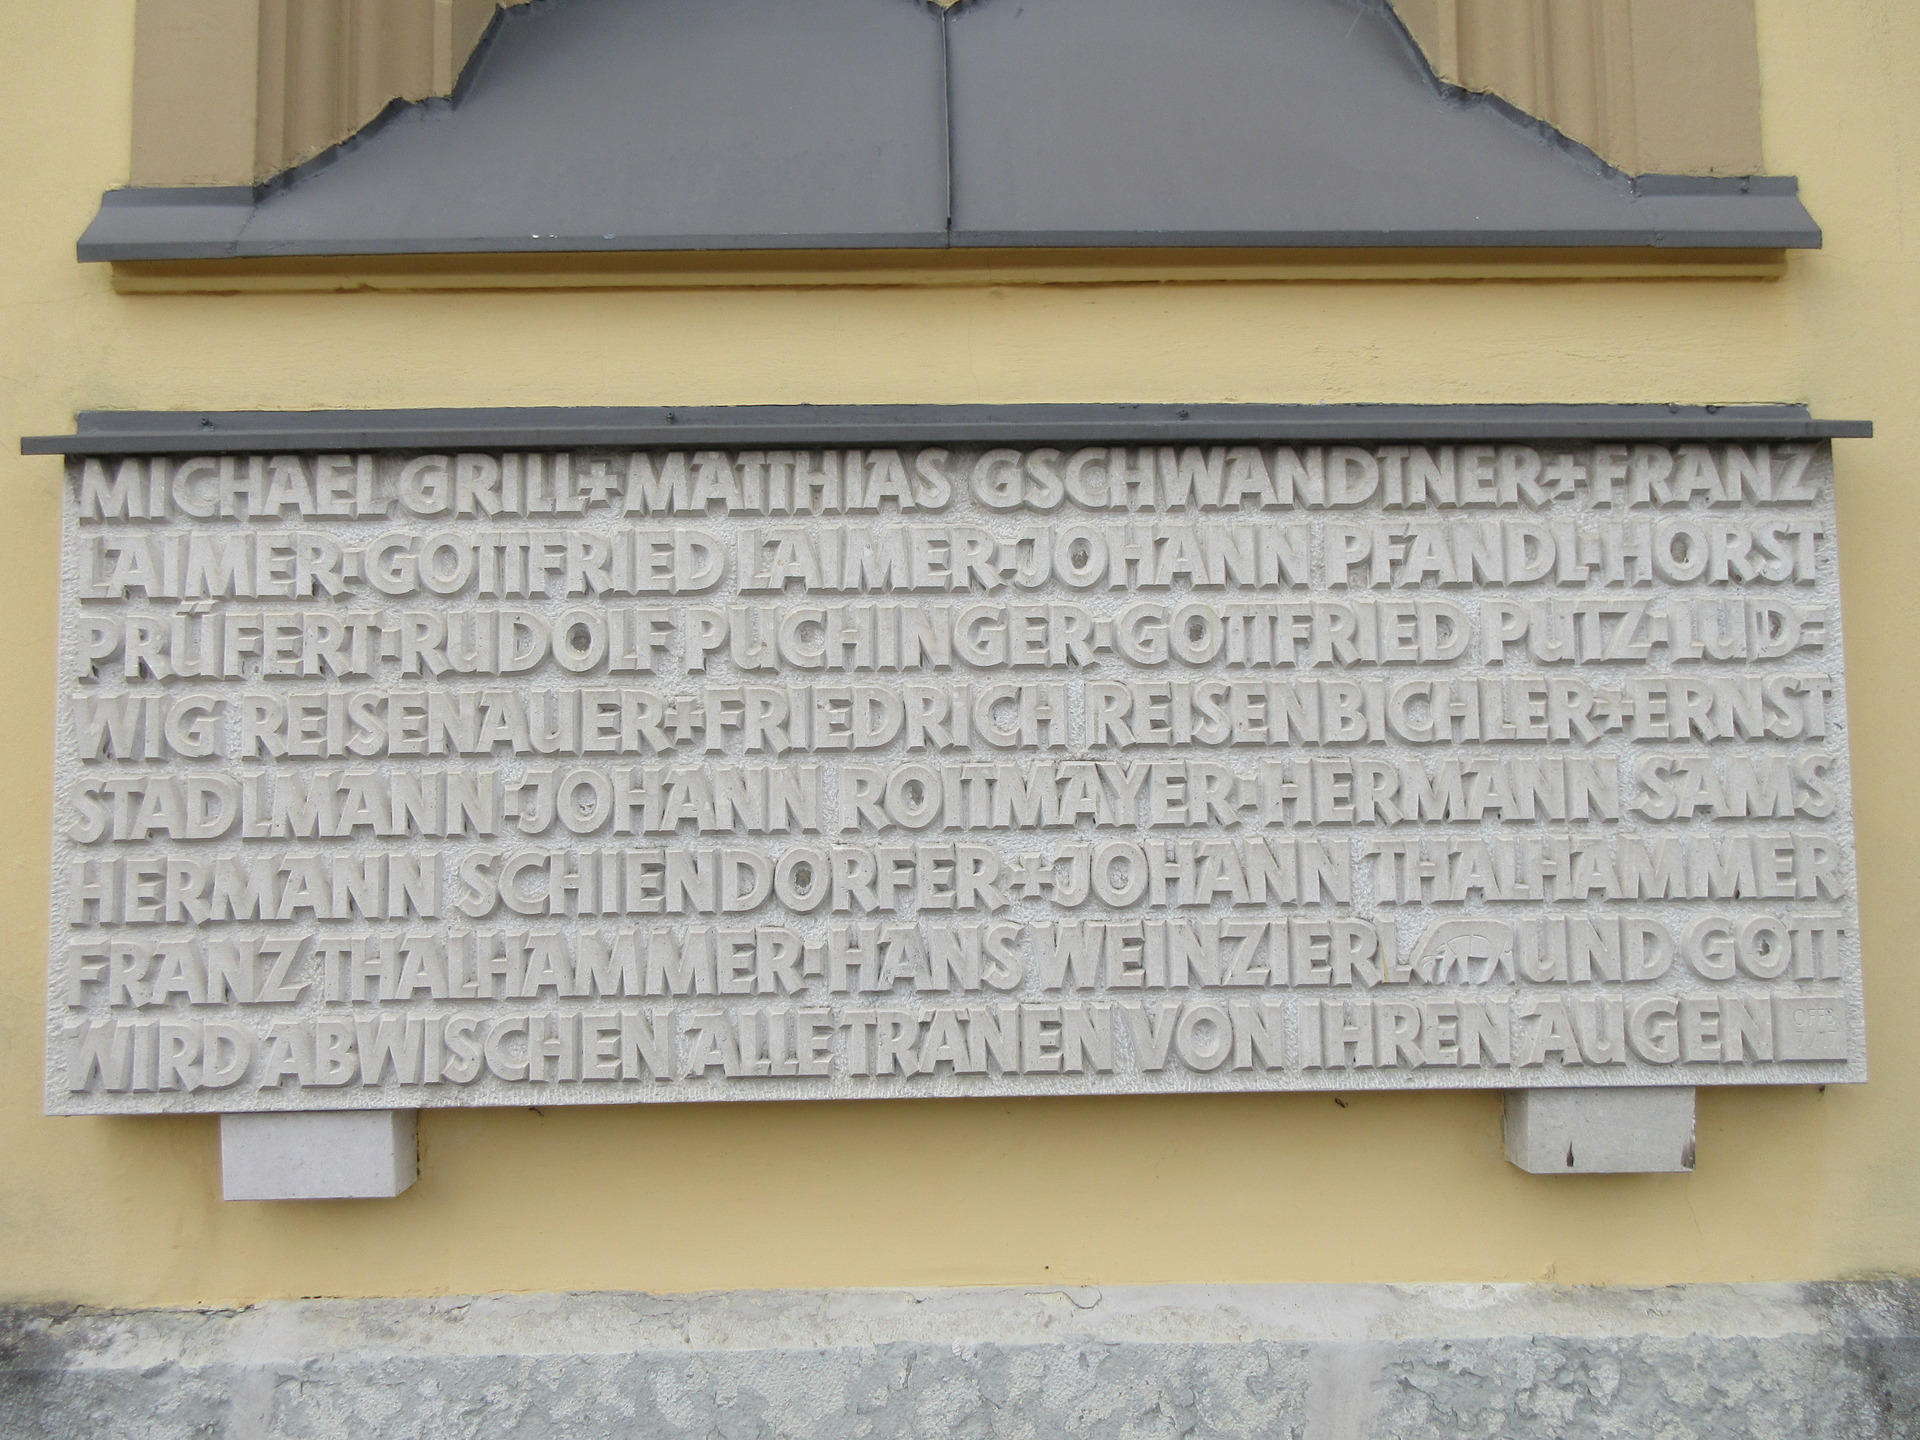 MICHAEL GRILL+MATTHIAS GSCHWANDTNER+FRANZ
LAIMER·GOTTFRIED LAIMER·JOHANN PFANDL·HORST
PRÜFERT·RUDOLF PUCHINGER·GOTTFRIED PUTZ·LUD=
WIG REISENAUER+FRIEDRICH REISENBICHLER+ERNST
STADLMANN·JOHANN ROITMAYER·HERMANN SAMS
HERMANN SCHIENDORFER+JOHANN THALHAMMER
FRANZ THALHAMMER·HANS WEINZIERL UND GOTT
WIRD ABWISCHEN ALLE TRÄNEN VON IHREN AUGEN
OFFB